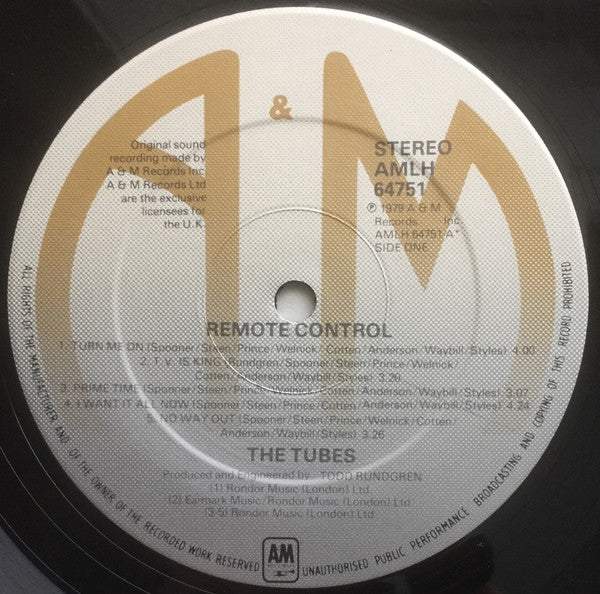 A & M
Original sound
recording made by
A & M Records Inc
A & M Records Ltd
are the exclusive
licensees for
the U.K.
STEREO
AMLH
64751
℗ 1979 A & M
Records Inc.
AMLH 64751-A*
SIDE ONE
REMOTE CONTROL
1. TURN ME ON (Spooner/Steen/Prince/Welnick/Cotten/Anderson/Waybill/Styles) 4.00
2. T.V. IS KING (Rundgren/Spooner/Steen/Prince/Welnick
Cotten/Anderson/Waybill/Styles) 3.20
3. PRIME TIME (Spooner/Steen/Prince/Welnick/Cotten/Anderson/Waybill/Styles) 3.07
4. I WANT IT ALL NOW (Spooner/Steen/Prince/Welnick/Cotten/Anderson/Waybill/Styles) 4.24
5. NO WAY OUT (Spooner/Steen/Prince/Welnick/Cotten/
Anderson/Waybill/Styles) 3.26
THE TUBES
Produced and Engineered by TODD RUNDGREN
(1) Rondor Music (London) Ltd.
(2) Earmark Music/Rondor Music (London) Ltd.
(3-5) Rondor Music (London) Ltd.
ALL RIGHTS OF THE MANUFACTURER AND OF THE OWNER OF THE RECORDED WORK RESERVED
AM
RECORDS
UNAUTHORISED PUBLIC PERFORMANCE BROADCASTING AND COPYING OF THIS RECORD PROHIBITED